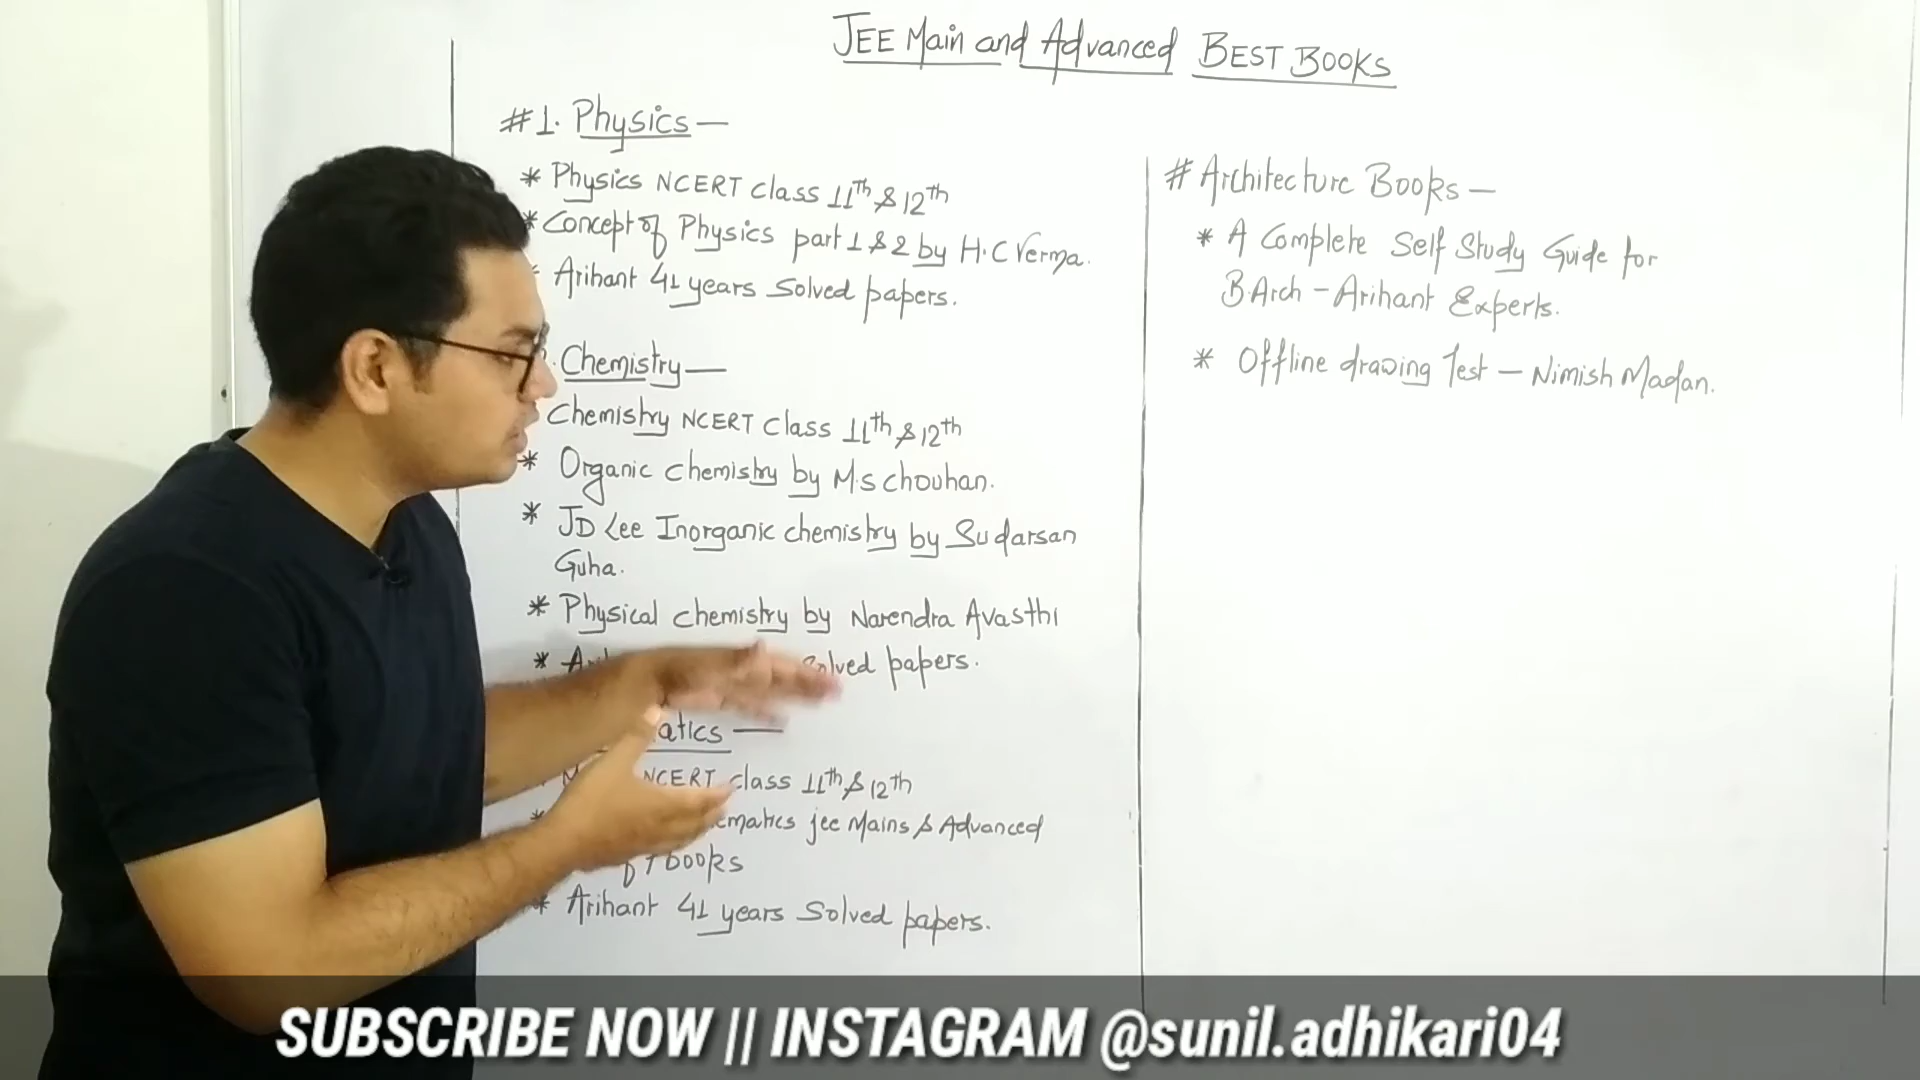 JEE Main and Advanced BEST BOOKS
#1. Physics —
* Physics NCERT class 11th & 12th
* Concept of Physics part 1 & 2 by H.C Verma.
* Arihant 41 years Solved papers.
Chemistry —
Chemistry NCERT class 11th & 12th
* Organic chemistry by M.S chouhan.
* JD Lee Inorganic chemistry by Sudarsan
Guha.
* Physical chemistry by Narendra Avasthi
* Solved papers.
atics —
NCERT class 11th & 12th
* ematics jee Mains & Advanced
of 7 books
* Arihant 41 years Solved papers.
# Architecture Books —
* A Complete Self Study Guide for
B.Arch - Arihant Experts.
* Offline drawing Test — Nimish Madan.
SUBSCRIBE NOW || INSTAGRAM @sunil.adhikari04